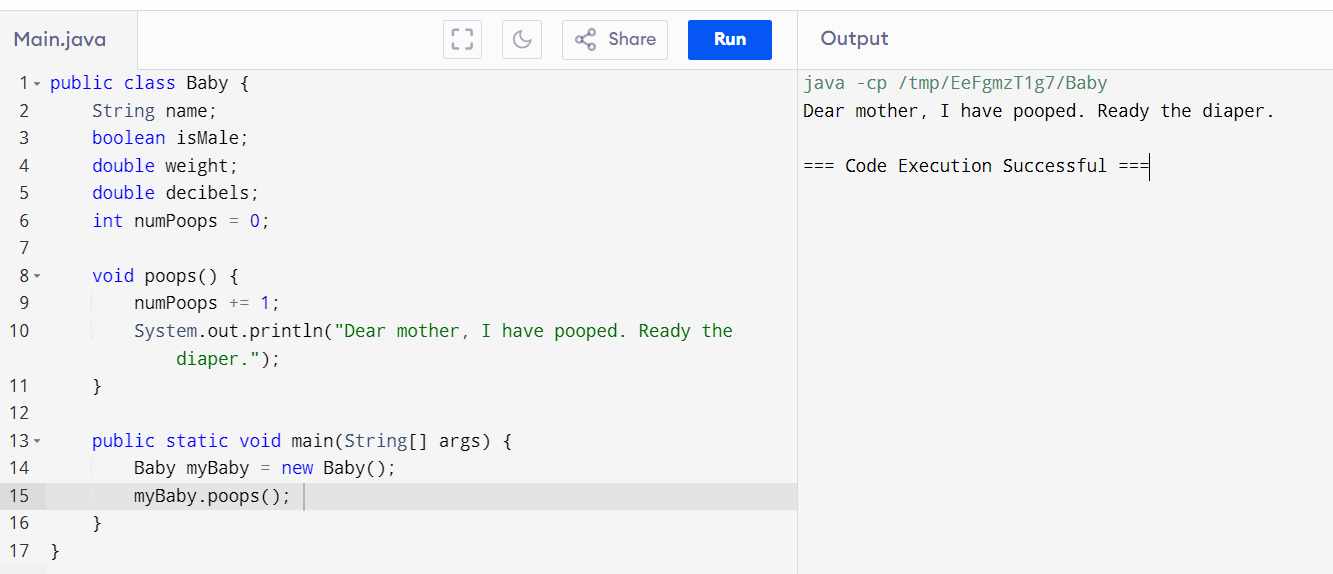 Main.java
Share
Run
Output
1 public class Baby {
2     String name;
3     boolean isMale;
4     double weight;
5     double decibels;
6     int numPoops = 0;
7
8     void poops() {
9         numPoops += 1;
10         System.out.println("Dear mother, I have pooped. Ready the
            diaper.");
11     }
12
13     public static void main(String[] args) {
14         Baby myBaby = new Baby();
15         myBaby.poops();
16     }
17 }
java -cp /tmp/EeFgmzT1g7/Baby
Dear mother, I have pooped. Ready the diaper.
=== Code Execution Successful ===